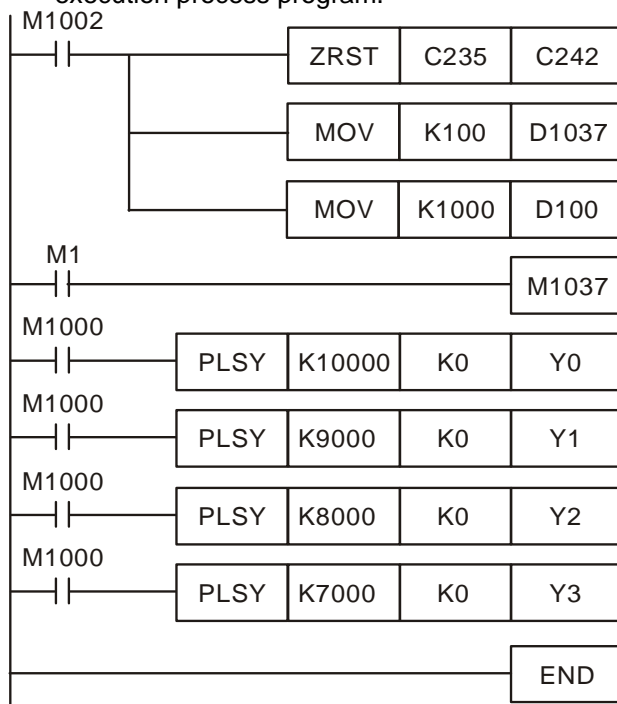 execution process program.
M1002
ZRST C235 C242
MOV K100 D1037
MOV K1000 D100
M1
M1037
M1000
PLSY K10000 K0 Y0
M1000
PLSY K9000 K0 Y1
M1000
PLSY K8000 K0 Y2
M1000
PLSY K7000 K0 Y3
END